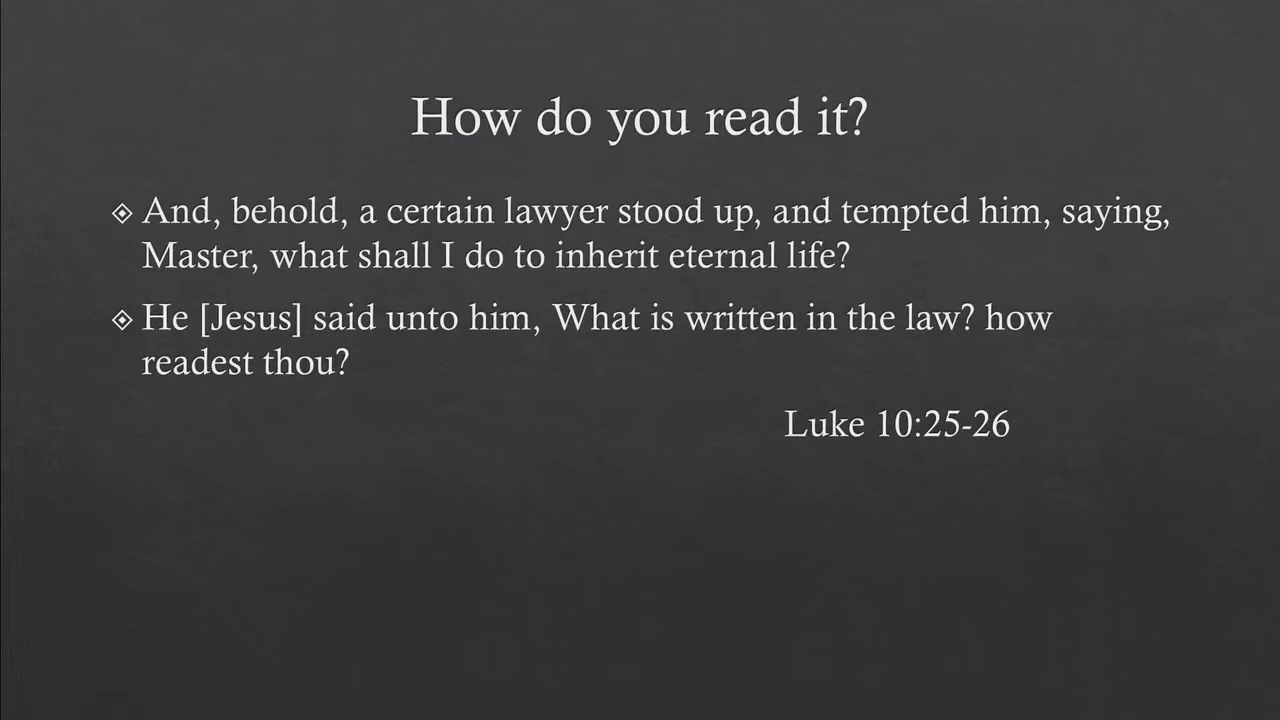 How do you read it?
And, behold, a certain lawyer stood up, and tempted him, saying,
Master, what shall I do to inherit eternal life?
He [Jesus] said unto him, What is written in the law? how
readest thou?
Luke 10:25-26